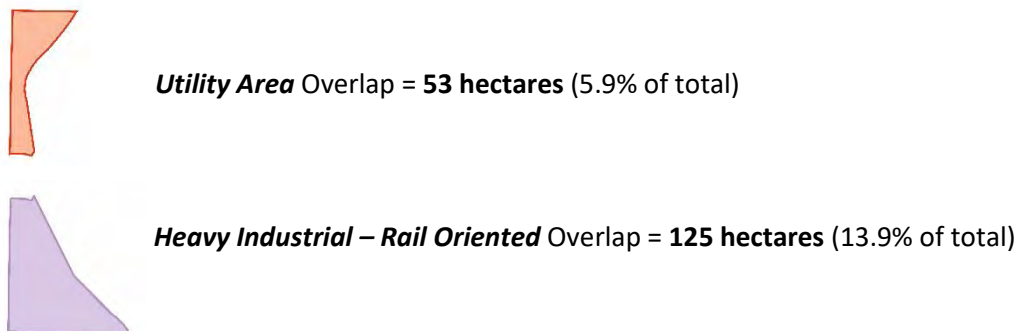 Utility Area Overlap = 53 hectares (5.9% of total)
Heavy Industrial – Rail Oriented Overlap = 125 hectares (13.9% of total)